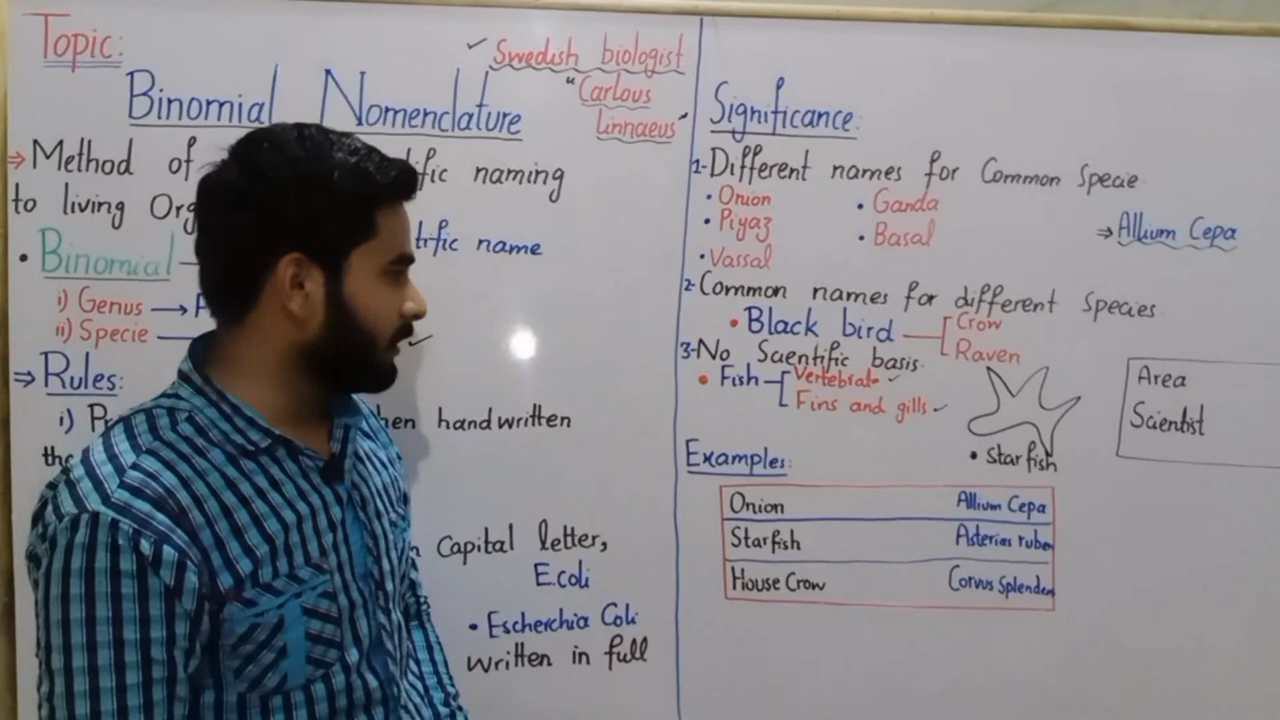 Topic:
Swedish biologist
"Carlous
linnaeus"
Binomial Nomenclature
⇒ Method of fic naming
to living Org
• Binomial — tific name
i) Genus →
ii) Specie —
⇒ Rules:
i) hen handwritten
the
Capital letter,
E.coli
• Escherchia Coli
written in full
Significance:
1- Different names for Common Specie
• Onion • Ganda
• Piyaz • Basal ⇒ Allium Cepa
• Vassal
2- Common names for different Species
• Black bird — Crow
Raven
3- No Scientific basis.
• Fish — Vertebrate
Fins and gills
• Starfish
Area
Scientist
Examples:
Onion Allium Cepa
Starfish Asterias ruben
House Crow Corvus Splenden